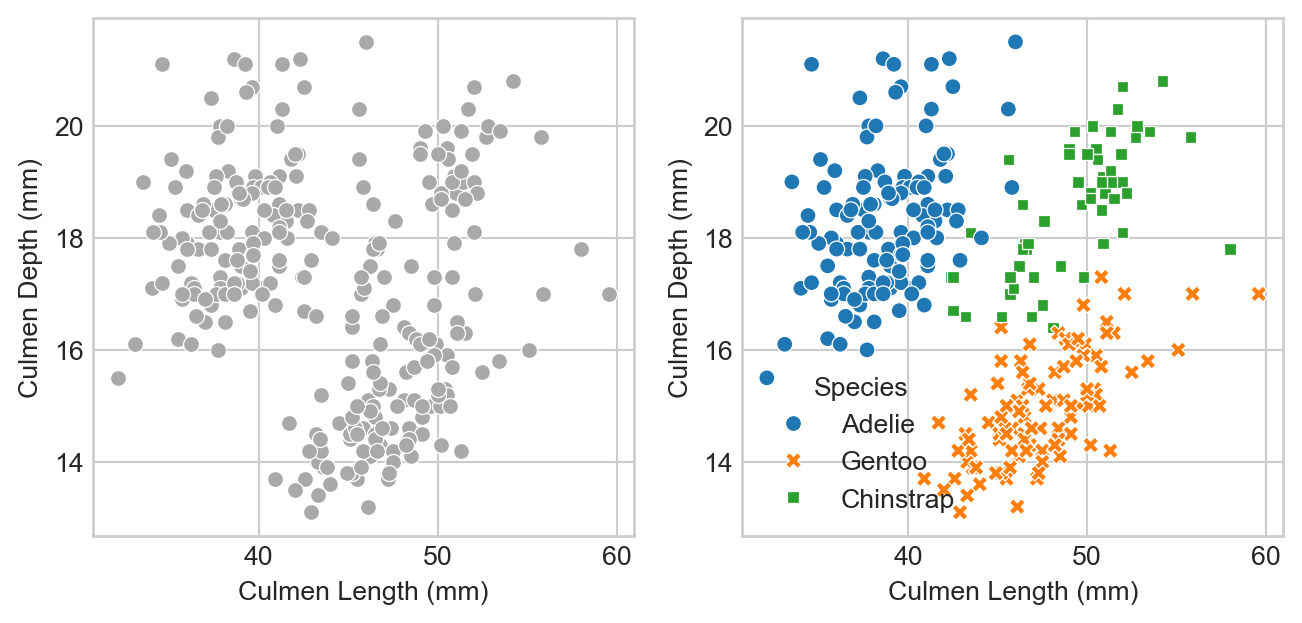 Culmen Depth (mm)
20
18
16
14
40
50
60
Culmen Length (mm)
Culmen Depth (mm)
20
18
16
14
Species
Adelie
Gentoo
Chinstrap
40
50
60
Culmen Length (mm)